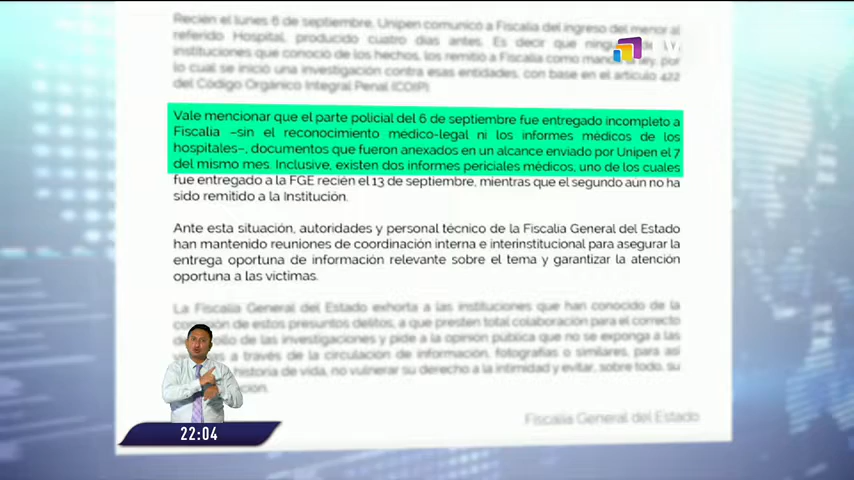 Recién el lunes 6 de septiembre, Unipen comunicó a Fiscalía del ingreso del menor al
referido Hospital, producido cuatro días antes. Es decir que
instituciones que conoció de los hechos, los remitió a Fiscalía como ley, por
lo cual se inició una investigación contra esas entidades, con base en el artículo 422
del Código Orgánico Integral Penal (COIP).
Vale mencionar que el parte policial del 6 de septiembre fue entregado incompleto a
Fiscalía –sin el reconocimiento médico-legal ni los informes médicos de los
hospitales–, documentos que fueron anexados en un alcance enviado por Unipen el 7
del mismo mes. Inclusive, existen dos informes periciales médicos, uno de los cuales
fue entregado a la FGE recién el 13 de septiembre, mientras que el segundo aun no ha
sido remitido a la Institución.
Ante esta situación, autoridades y personal técnico de la Fiscalía General del Estado
han mantenido reuniones de coordinación interna e interinstitucional para asegurar la
entrega oportuna de información relevante sobre el tema y garantizar la atención
oportuna a las víctimas.
La Fiscalía General del Estado exhorta a las instituciones que han conocido de la
de estos presuntos delitos, a que presten total colaboración para el correcto
de las investigaciones y pide a la opinión pública que no se exponga a las
a través de la circulación de información, fotografías o similares, para así
historia de vida, no vulnerar su derecho a la intimidad y evitar, sobre todo, su
Fiscalía General del Estado
22:04